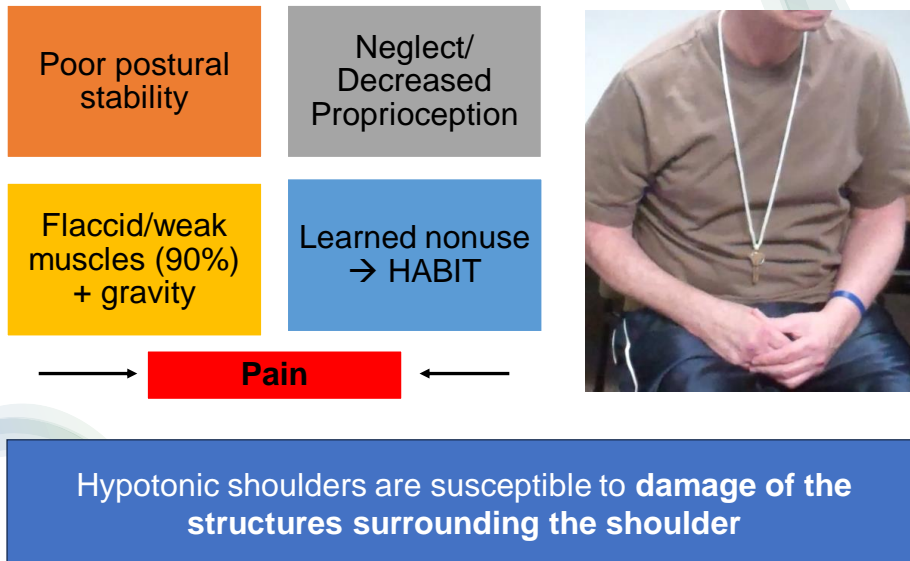 Poor postural
stability
Neglect/
Decreased
Proprioception
Flaccid/weak
muscles (90%)
+ gravity
Learned nonuse
→ HABIT
Pain
Hypotonic shoulders are susceptible to damage of the
structures surrounding the shoulder